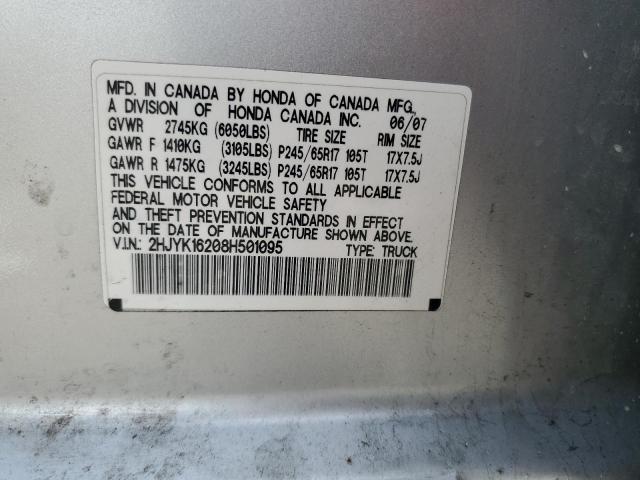 MFD. IN CANADA BY HONDA OF CANADA MFG.
A DIVISION OF HONDA CANADA INC. 06/07
GVWR 2745KG (6050LBS) TIRE SIZE RIM SIZE
GAWR F 1410KG (3105LBS) P245/65R17 105T 17X7.5J
GAWR R 1475KG (3245LBS) P245/65R17 105T 17X7.5J
THIS VEHICLE CONFORMS TO ALL APPLICABLE
FEDERAL MOTOR VEHICLE SAFETY
AND THEFT PREVENTION STANDARDS IN EFFECT
ON THE DATE OF MANUFACTURE SHOWN ABOVE.
V.I.N.: 2HJYK16208H501095 TYPE: TRUCK